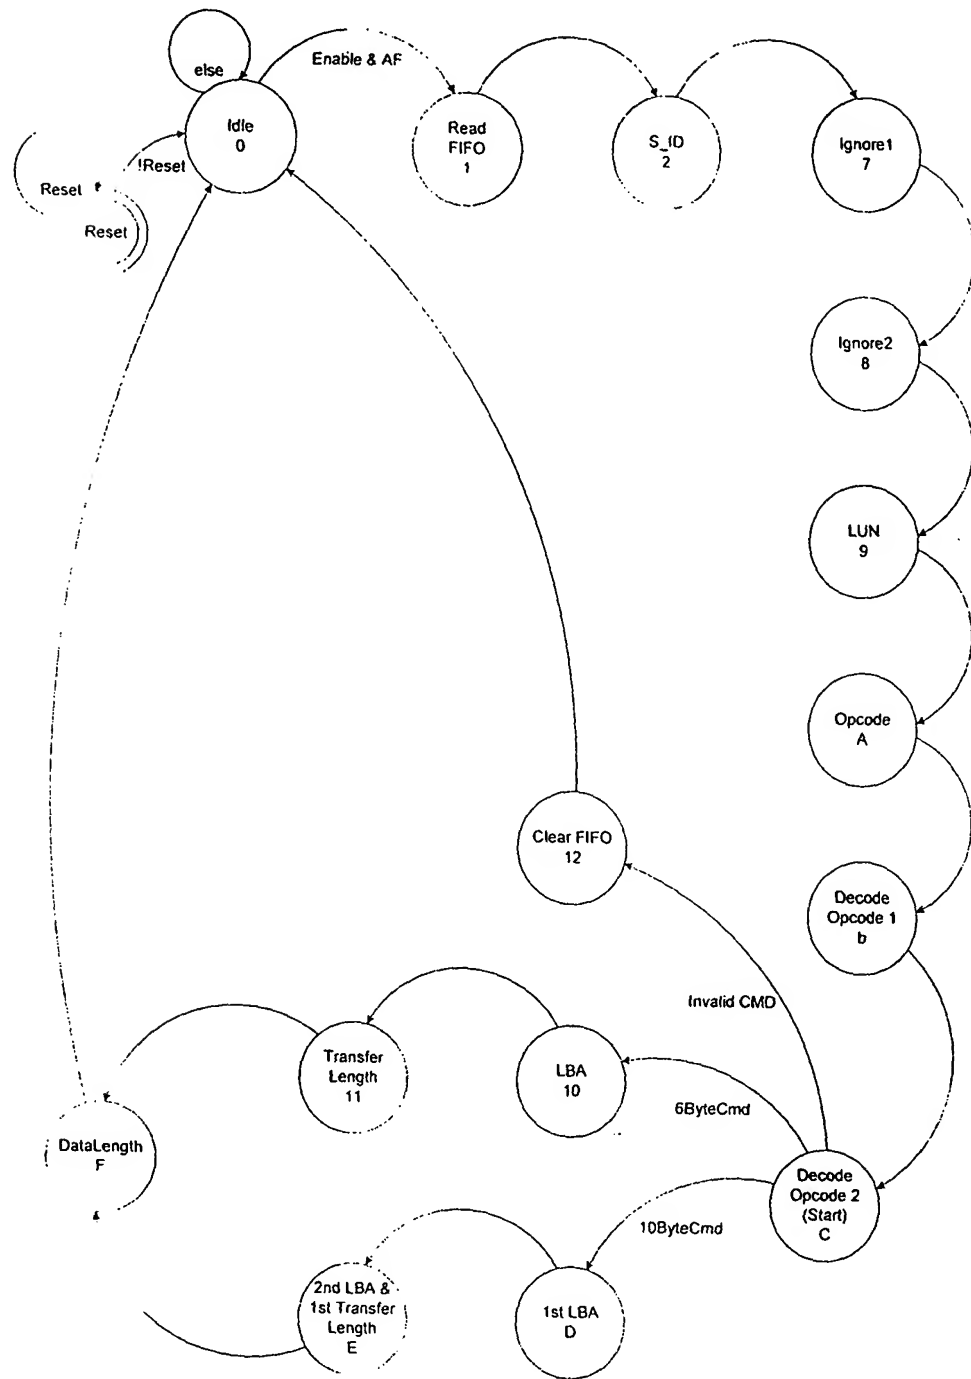 else
Enable & AF
Idle
0
Read
FIFO
1
S_ID
2
Ignore1
7
!Reset
Reset
Reset
Ignore2
8
LUN
9
Opcode
A
Clear FIFO
12
Decode
Opcode 1
b
Invalid CMD
Transfer
Length
11
LBA
10
6ByteCmd
DataLength
F
Decode
Opcode 2
(Start)
C
10ByteCmd
2nd LBA &
1st Transfer
Length
E
1st LBA
D